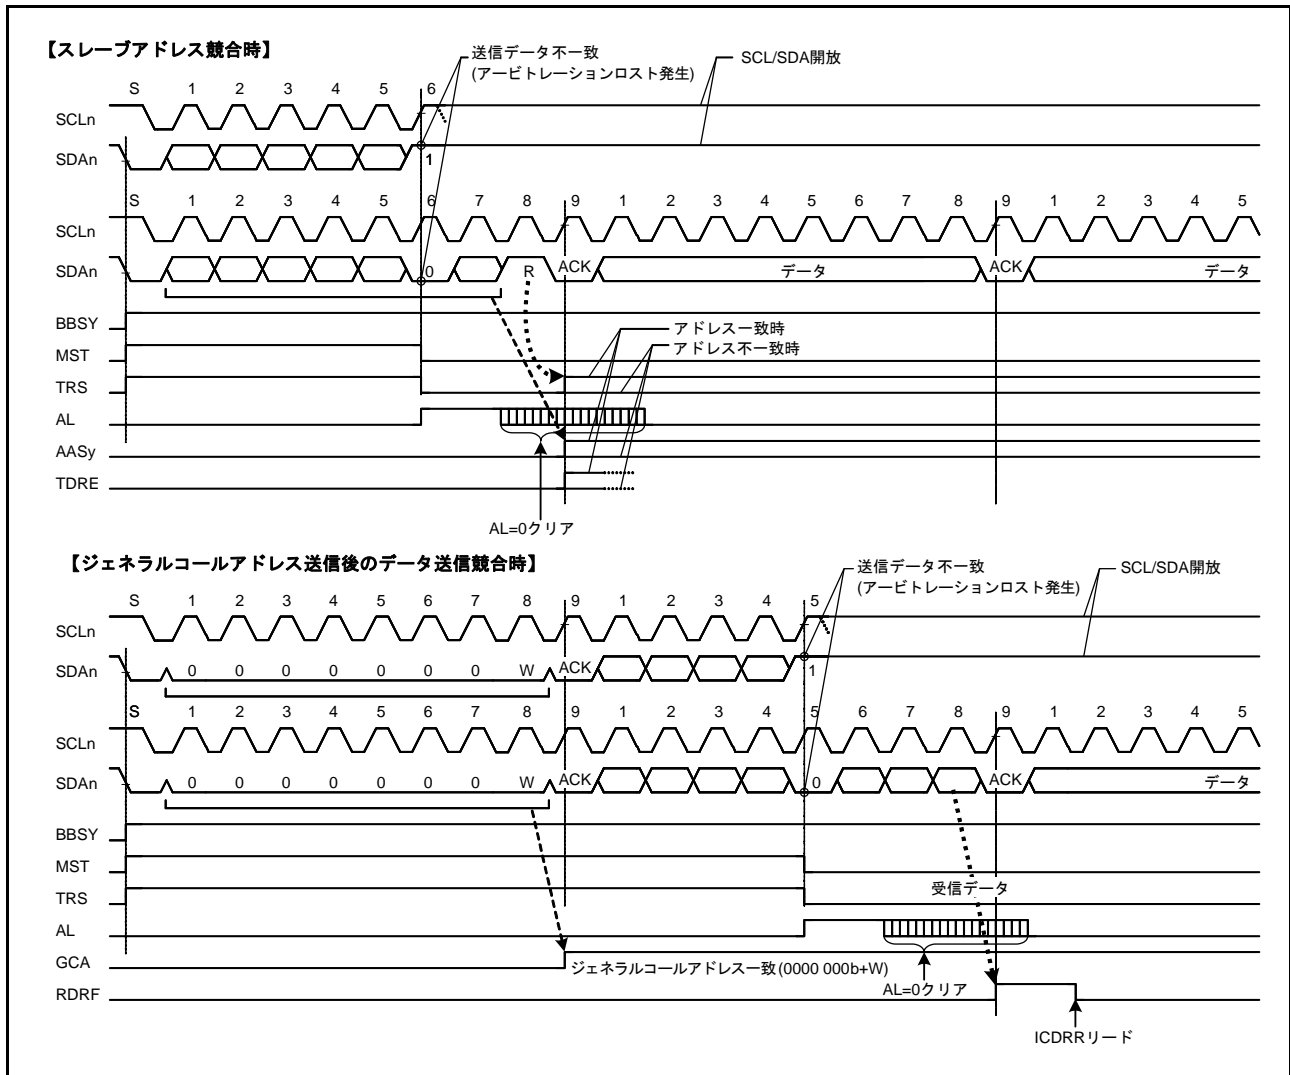 【スレーブアドレス競合時】
送信データ不一致
(アービトレーションロスト発生)
SCL/SDA開放
S 1 2 3 4 5 6
SCLn
SDAn
1
S 1 2 3 4 5 6 7 8 9 1 2 3 4 5 6 7 8 9 1 2 3 4 5
SCLn
SDAn
0 R ACK データ ACK データ
BBSY
アドレス一致時
MST
アドレス不一致時
TRS
AL
AASy
TDRE
AL=0クリア
【ジェネラルコールアドレス送信後のデータ送信競合時】
送信データ不一致
(アービトレーションロスト発生)
SCL/SDA開放
S 1 2 3 4 5 6 7 8 9 1 2 3 4 5
SCLn
SDAn
0 0 0 0 0 0 0 W ACK 1
S 1 2 3 4 5 6 7 8 9 1 2 3 4 5 6 7 8 9 1 2 3 4 5
SCLn
SDAn
0 0 0 0 0 0 0 W ACK 0 ACK データ
BBSY
MST
TRS
受信データ
AL
GCA
ジェネラルコールアドレス一致(0000 000b+W)
AL=0クリア
RDRF
ICDRRリード